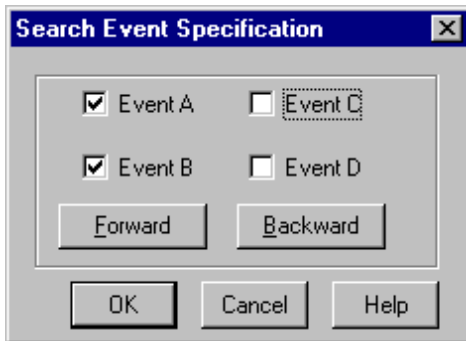 Search Event Specification
Event A Event C
Event B Event D
Forward Backward
OK Cancel Help